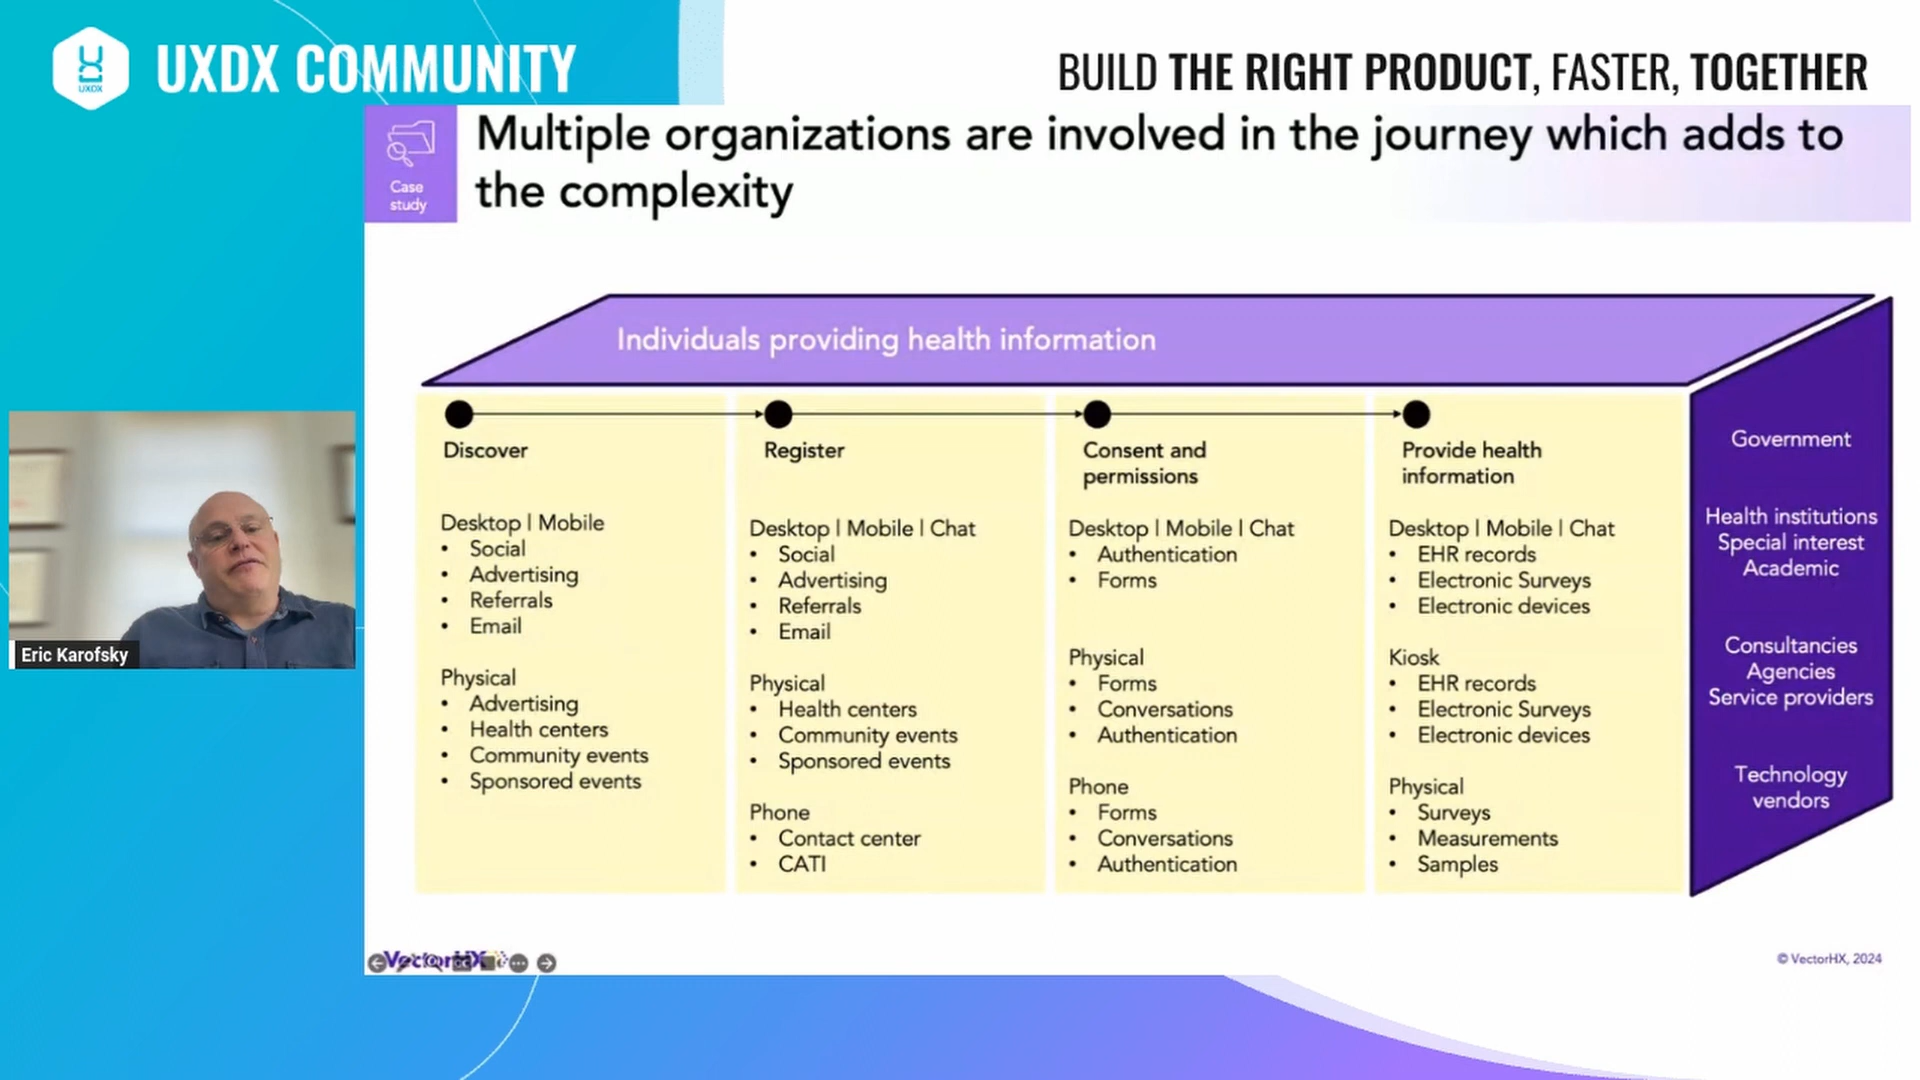 UXDX
UXDX COMMUNITY
BUILD THE RIGHT PRODUCT, FASTER, TOGETHER
Case
study
Multiple organizations are involved in the journey which adds to
the complexity
Individuals providing health information
Discover
Desktop | Mobile
• Social
• Advertising
• Referrals
• Email
Physical
• Advertising
• Health centers
• Community events
• Sponsored events
Register
Desktop | Mobile | Chat
• Social
• Advertising
• Referrals
• Email
Physical
• Health centers
• Community events
• Sponsored events
Phone
• Contact center
• CATI
Consent and
permissions
Desktop | Mobile | Chat
• Authentication
• Forms
Physical
• Forms
• Conversations
• Authentication
Phone
• Forms
• Conversations
• Authentication
Provide health
information
Desktop | Mobile | Chat
• EHR records
• Electronic Surveys
• Electronic devices
Kiosk
• EHR records
• Electronic Surveys
• Electronic devices
Physical
• Surveys
• Measurements
• Samples
Government
Health institutions
Special interest
Academic
Consultancies
Agencies
Service providers
Technology
vendors
Eric Karofsky
VectorHX
© VectorHX, 2024